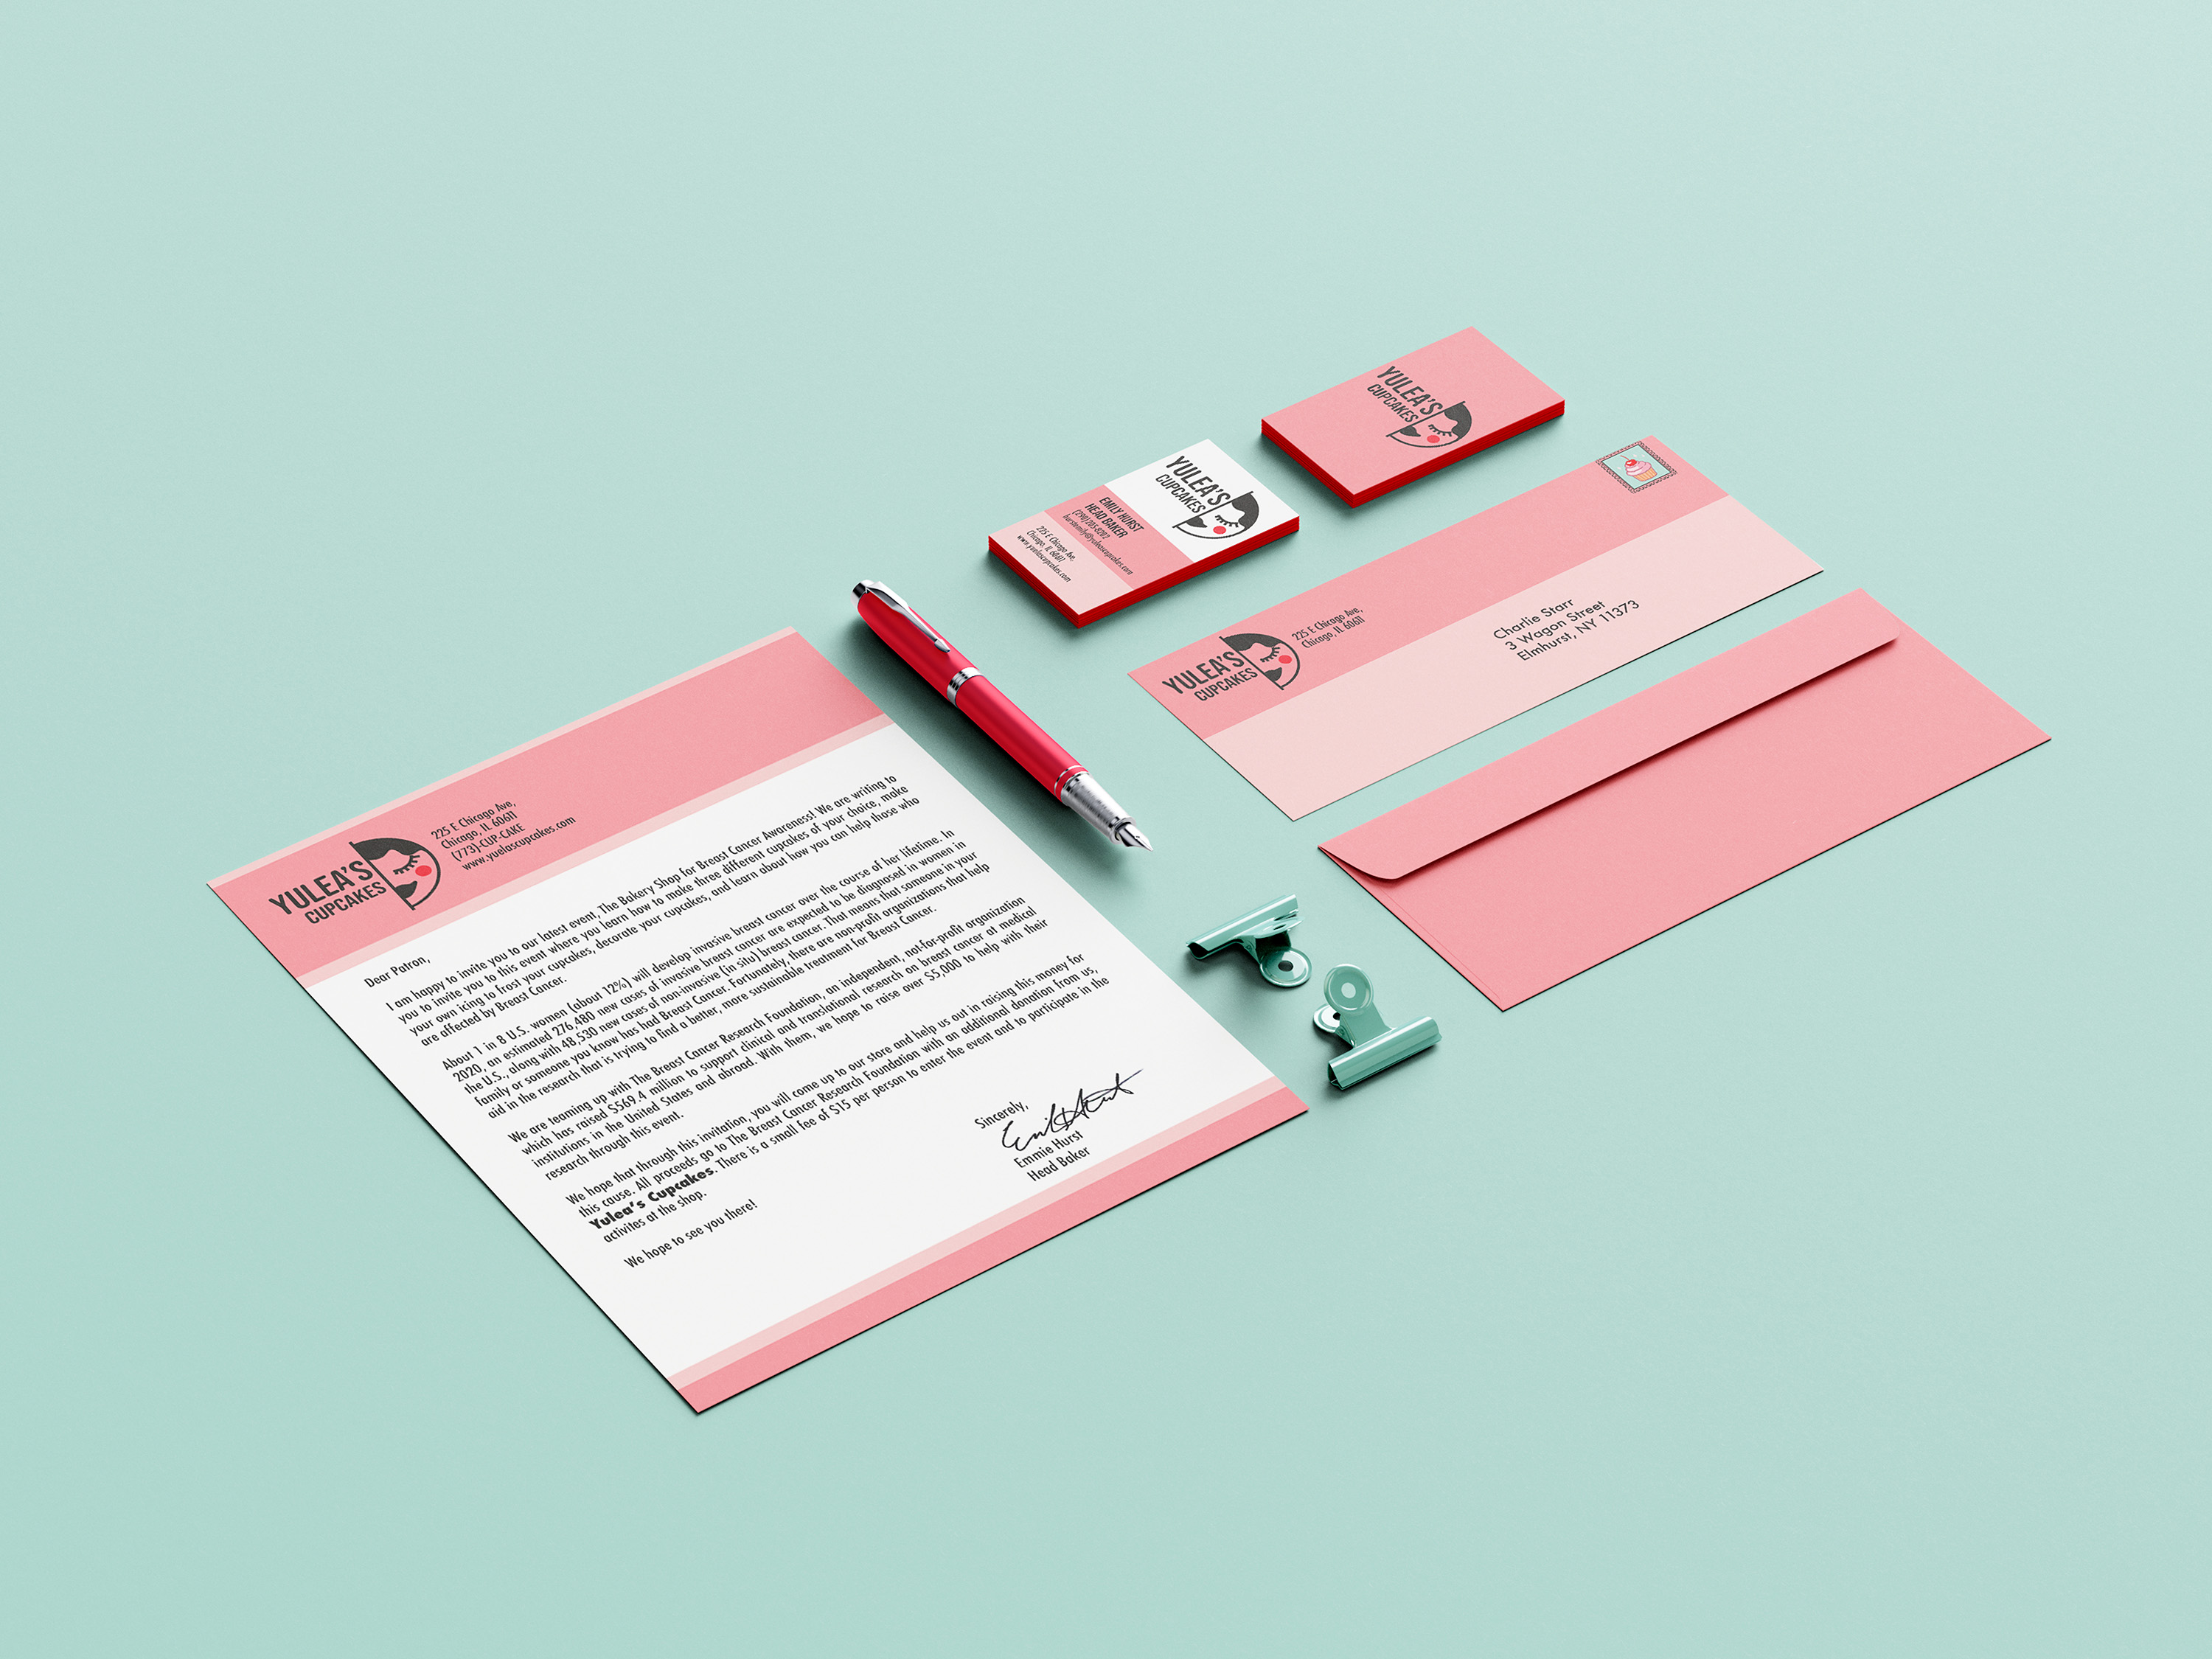 YULEA'S
CUPCAKES
225 E Chicago Ave,
Chicago, IL 60611
(773)-CUP-CAKE
www.yuelascupcakes.com
Dear Patron,
I am happy to invite you to our latest event, The Bakery Shop for Breast Cancer Awareness! We are writing to
you to invite you to this event where you learn how to make three different cupcakes of your choice, make
your own icing to frost your cupcakes, decorate your cupcakes, and learn about how you can help those who
are affected by Breast Cancer.
About 1 in 8 U.S. women (about 12%) will develop invasive breast cancer over the course of her lifetime. In
2020, an estimated 276,480 new cases of invasive breast cancer are expected to be diagnosed in women in
the U.S., along with 48,530 new cases of non-invasive (in situ) breast cancer. That means that someone in your
family or someone you know has had Breast Cancer. Fortunately, there are non-profit organizations that help
aid in the research that is trying to find a better, more sustainable treatment for Breast Cancer.
We are teaming up with The Breast Cancer Research Foundation, an independent, not-for-profit organization
which has raised $569.4 million to support clinical and translational research on breast cancer at medical
institutions in the United States and abroad. With them, we hope to raise over $5,000 to help with their
research through this event.
We hope that through this invitation, you will come up to our store and help us out in raising this money for
this cause. All proceeds go to The Breast Cancer Research Foundation with an additional donation from us,
Yulea's Cupcakes. There is a small fee of $15 per person to enter the event and to participate in the
activites at the shop.
We hope to see you there!
Sincerely,
Emmie Hurst
Head Baker
YULEA'S
CUPCAKES
EMILY HURST
HEAD BAKER
(290)205-8202
hurstemily@yuleascupcakes.com
225 E Chicago Ave,
Chicago, IL 60611
www.yuleascupcakes.com
YULEA'S
CUPCAKES
YULEA'S
CUPCAKES
225 E Chicago Ave,
Chicago, IL 60611
Charlie Starr
3 Wagon Street
Elmhurst, NY 11373